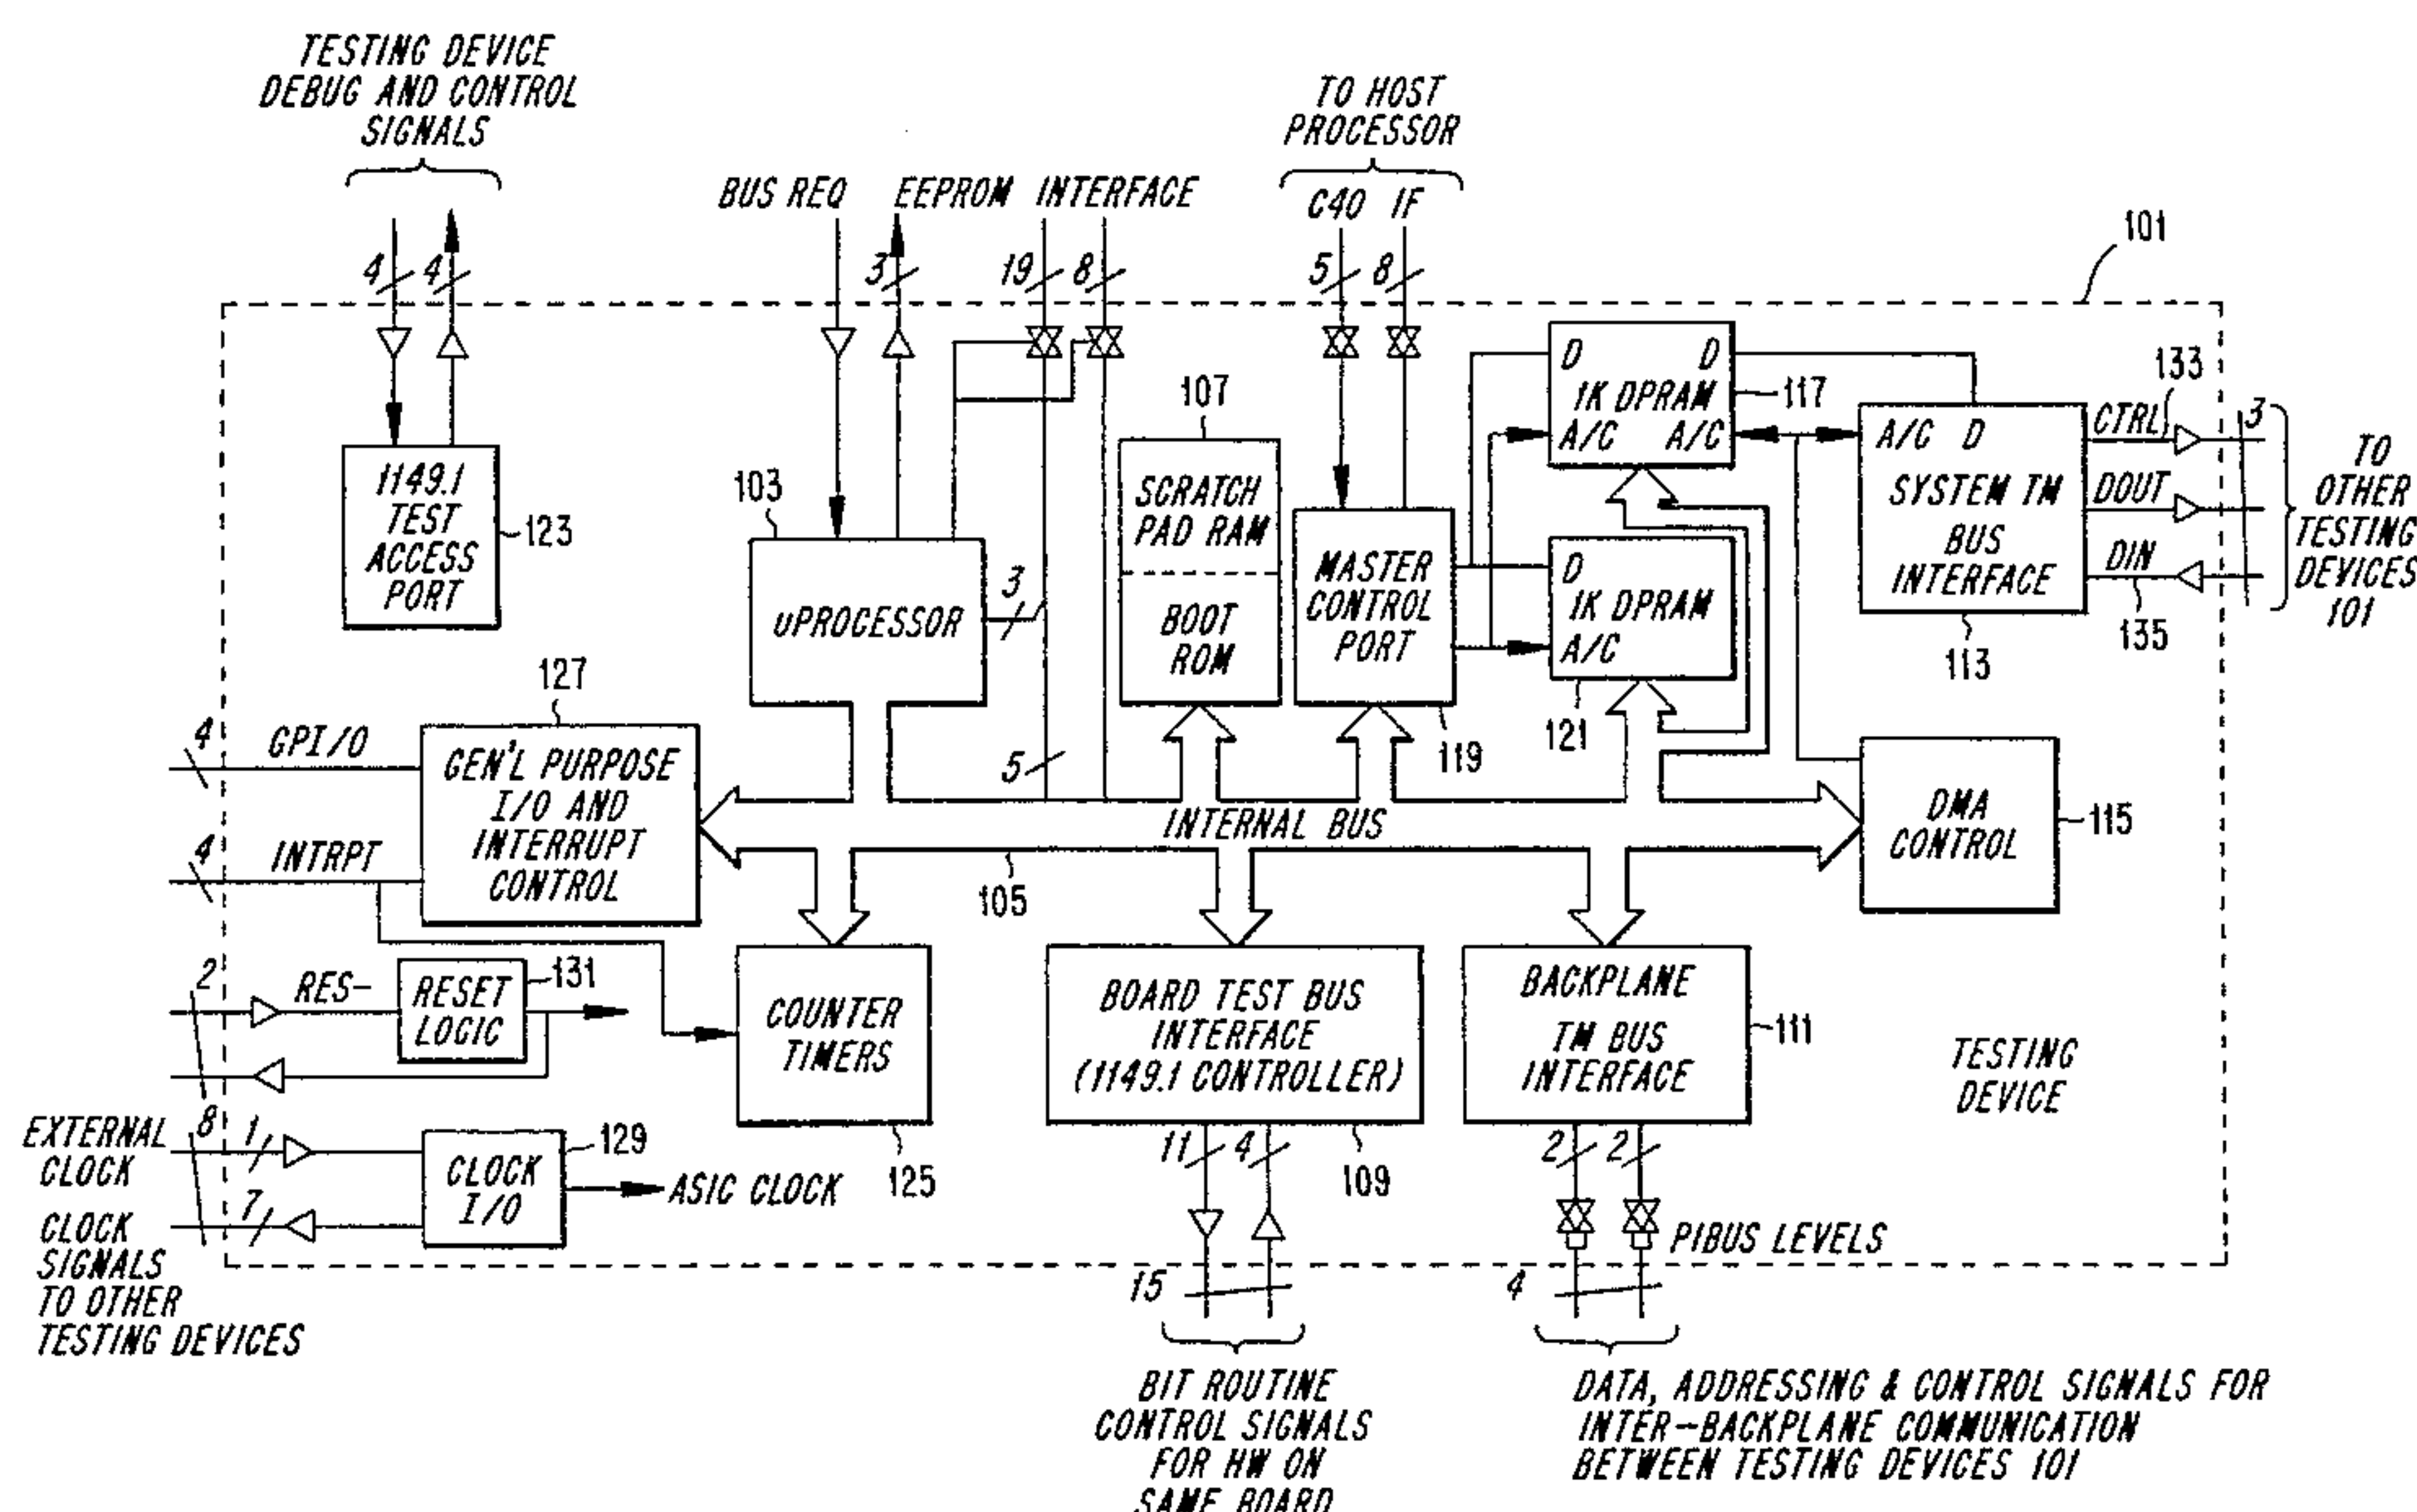 TESTING DEVICE
DEBUG AND CONTROL
SIGNALS
4
4
BUS REQ
EEPROM INTERFACE
3
19
8
TO HOST
PROCESSOR
C40 IF
5
8
101
1149.1
TEST
ACCESS
PORT
123
103
υPROCESSOR
3
5
107
SCRATCH
PAD RAM
BOOT
ROM
MASTER
CONTROL
PORT
119
D D
1K DPRAM
A/C A/C
117
D
1K DPRAM
A/C
121
A/C D
SYSTEM TM
BUS
INTERFACE
113
CTRL
133
DOUT
DIN
135
3
TO
OTHER
TESTING
DEVICES
101
127
4
GPI/O
4
INTRPT
GEN'L PURPOSE
I/O AND
INTERRUPT
CONTROL
INTERNAL BUS
105
DMA
CONTROL
115
2
RES-
RESET
LOGIC
131
COUNTER
TIMERS
125
BOARD TEST BUS
INTERFACE
(1149.1 CONTROLLER)
109
11
4
15
BACKPLANE
TM BUS
INTERFACE
111
2
2
PIBUS LEVELS
4
TESTING
DEVICE
EXTERNAL
CLOCK
8
1
7
CLOCK
I/O
129
ASIC CLOCK
CLOCK
SIGNALS
TO OTHER
TESTING DEVICES
BIT ROUTINE
CONTROL SIGNALS
FOR HW ON
SAME BOARD
DATA, ADDRESSING & CONTROL SIGNALS FOR
INTER-BACKPLANE COMMUNICATION
BETWEEN TESTING DEVICES 101